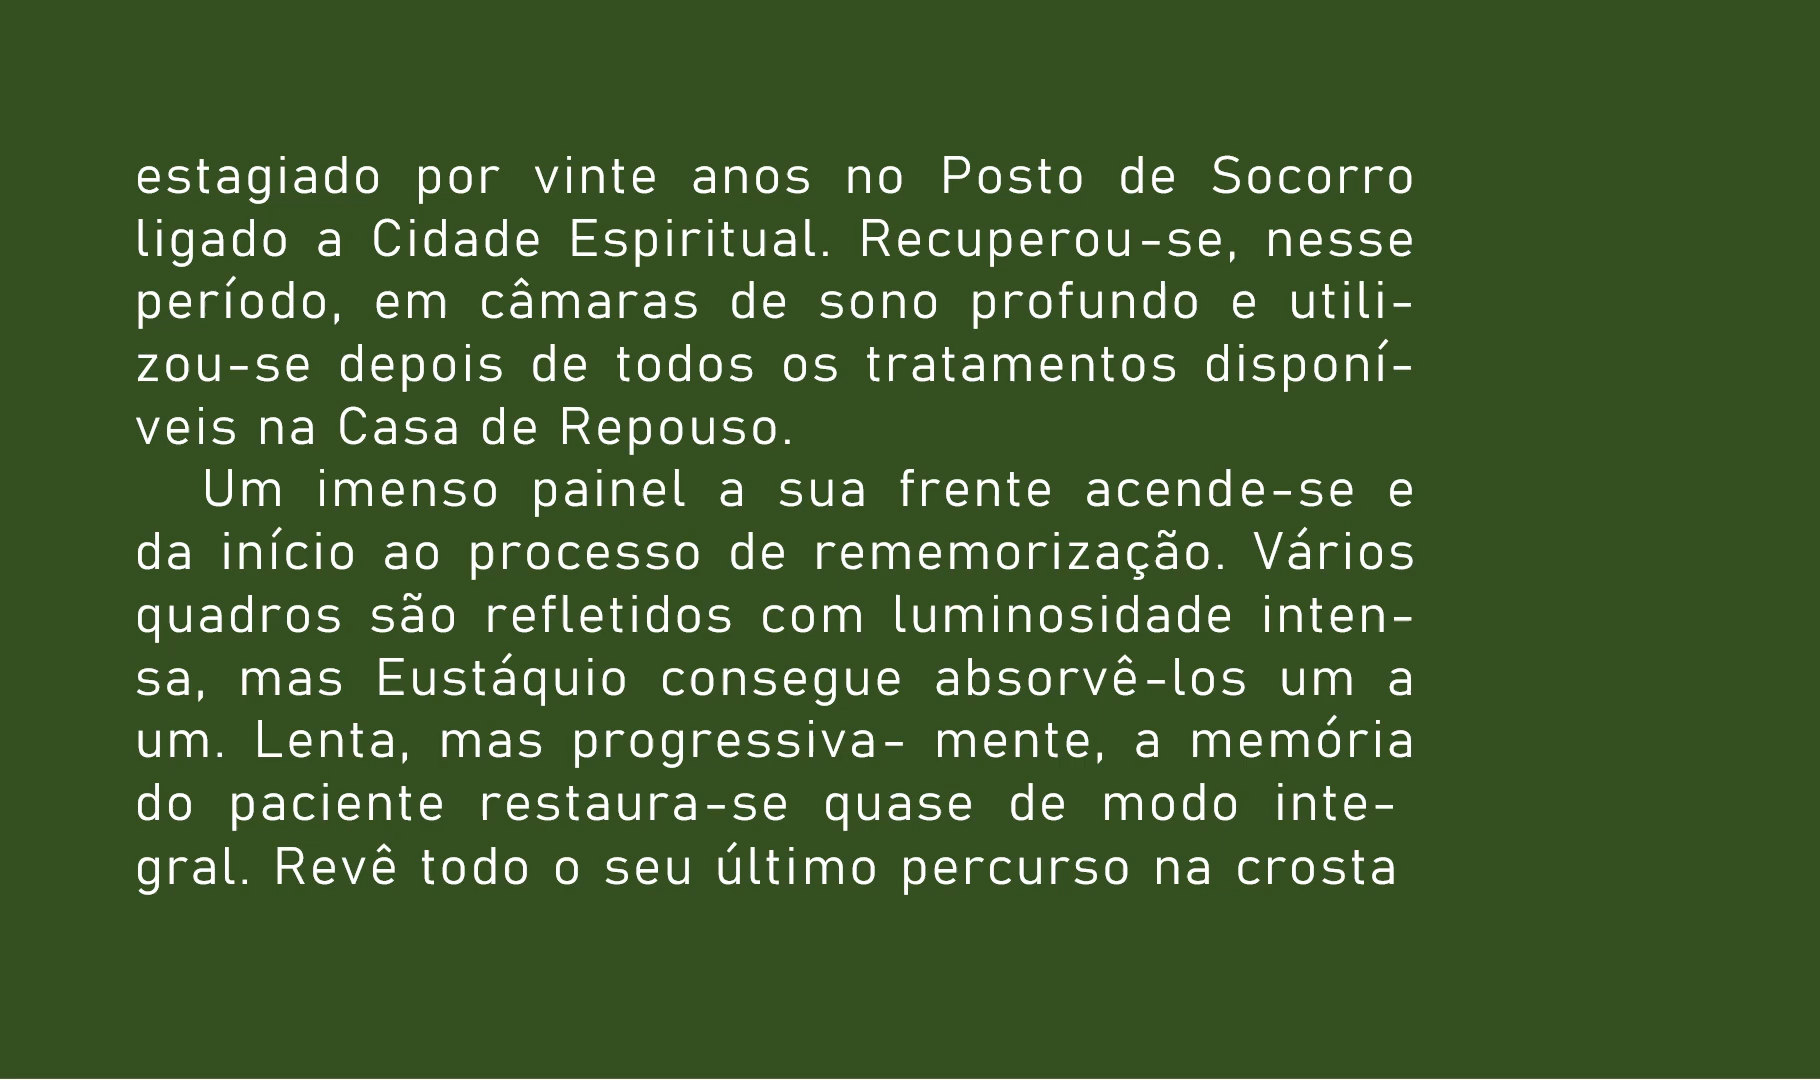 estagiado por vinte anos no Posto de Socorro
ligado a Cidade Espiritual. Recuperou-se, nesse
período, em câmaras de sono profundo e utili-
zou-se depois de todos os tratamentos disponí-
veis na Casa de Repouso.
Um imenso painel a sua frente acende-se e
da início ao processo de rememorização. Vários
quadros são refletidos com luminosidade inten-
sa, mas Eustáquio consegue absorvê-los um a
um. Lenta, mas progressiva- mente, a memória
do paciente restaura-se quase de modo inte-
gral. Revê todo o seu último percurso na crosta